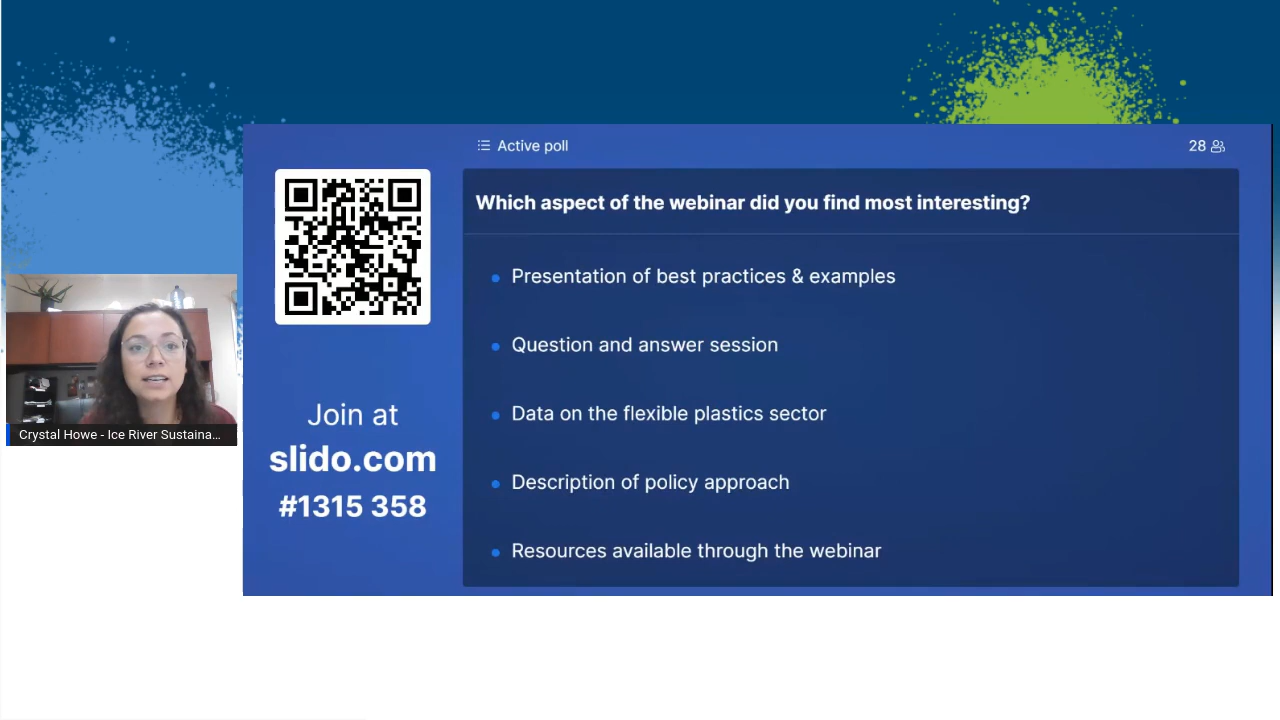 Active poll
28
Which aspect of the webinar did you find most interesting?
Presentation of best practices & examples
Question and answer session
Data on the flexible plastics sector
Description of policy approach
Resources available through the webinar
Join at
slido.com
#1315 358
Crystal Howe - Ice River Sustaina...